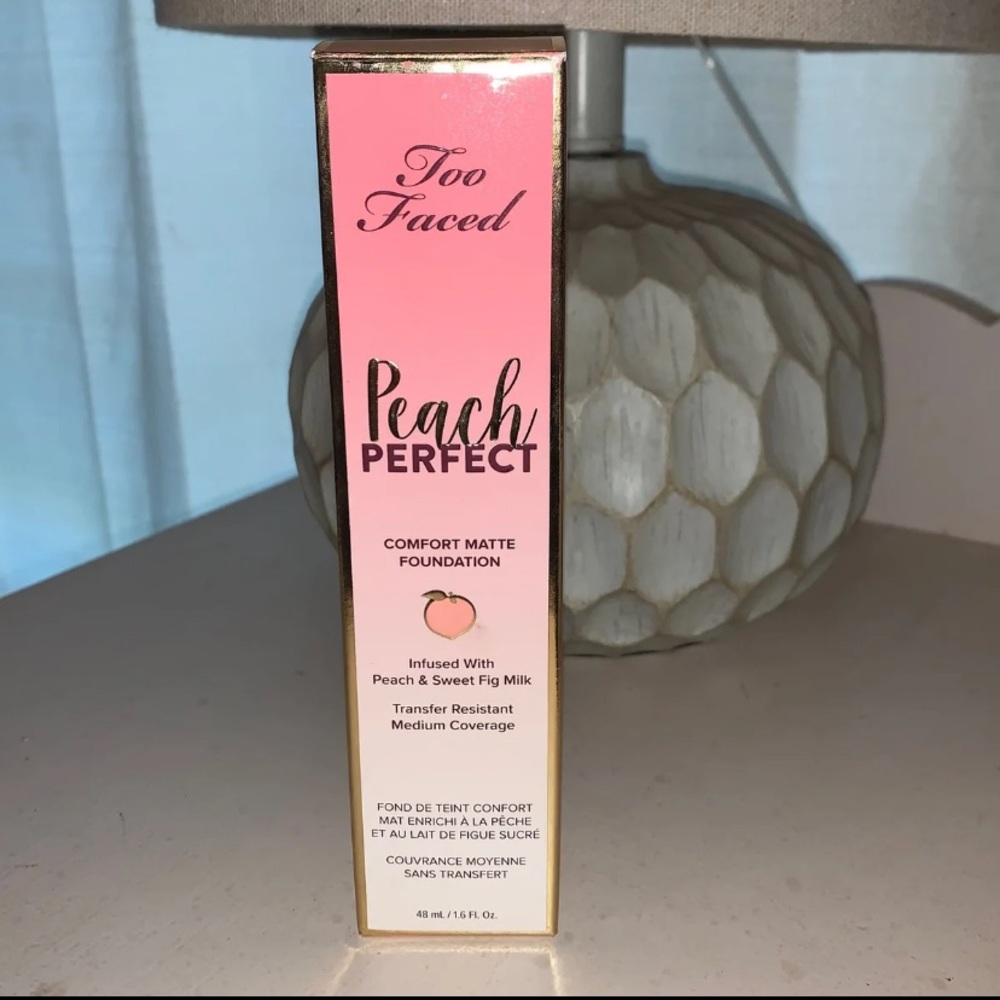 Too
Faced
Peach
PERFECT
COMFORT MATTE
FOUNDATION
Infused With
Peach & Sweet Fig Milk
Transfer Resistant
Medium Coverage
FOND DE TEINT CONFORT
MAT ENRICHI À LA PÊCHE
ET AU LAIT DE FIGUE SUCRÉ
COUVRANCE MOYENNE
SANS TRANSFERT
48 mL / 1.6 Fl. Oz.